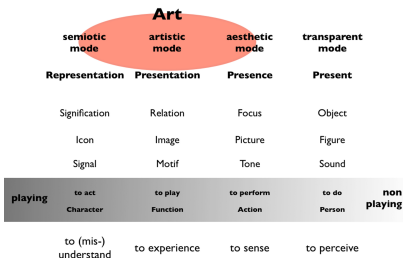 Art
semiotic mode artistic mode aesthetic mode transparent mode
Representation Presentation Presence Present
Signification Relation Focus Object
Icon Image Picture Figure
Signal Motif Tone Sound
playing to act to play to perform to do non playing
Character Function Action Person
to (mis-) understand to experience to sense to perceive